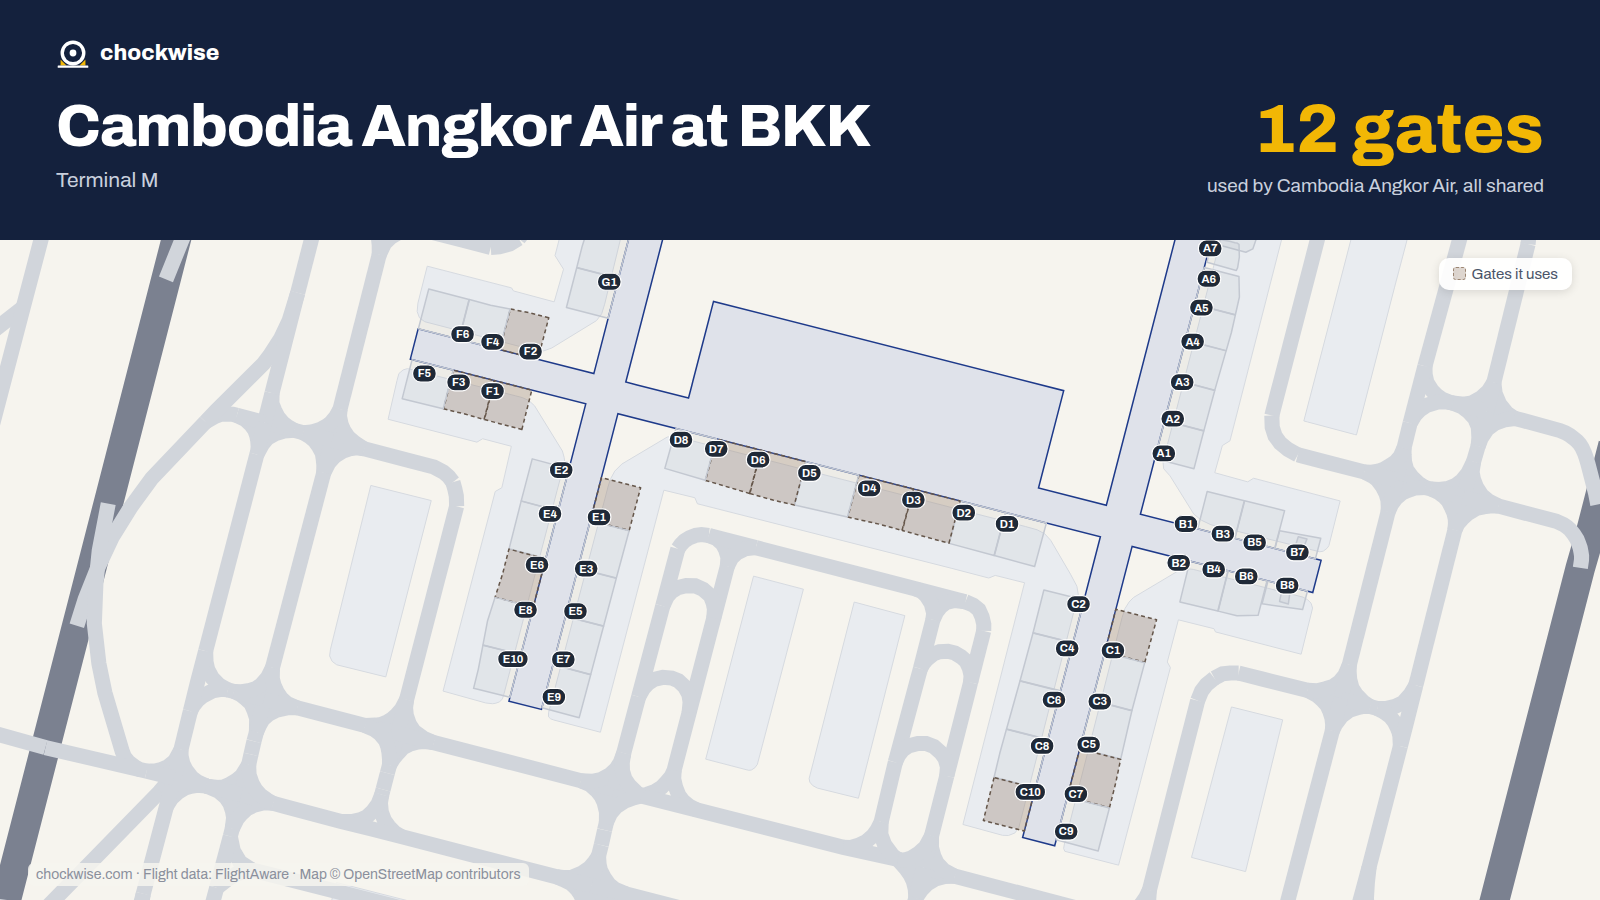 chockwise
Cambodia Angkor Air at BKK
Terminal M
12 gates
used by Cambodia Angkor Air, all shared
Gates it uses
G1
F6
F4
F2
F5
F3
F1
E2
E4
E1
E6
E3
E8
E5
E10
E7
E9
D8
D7
D6
D5
D4
D3
D2
D1
A7
A6
A5
A4
A3
A2
A1
B1
B3
B5
B7
B2
B4
B6
B8
C2
C4
C1
C6
C3
C8
C5
C10
C7
C9
chockwise.com · Flight data: FlightAware · Map © OpenStreetMap contributors